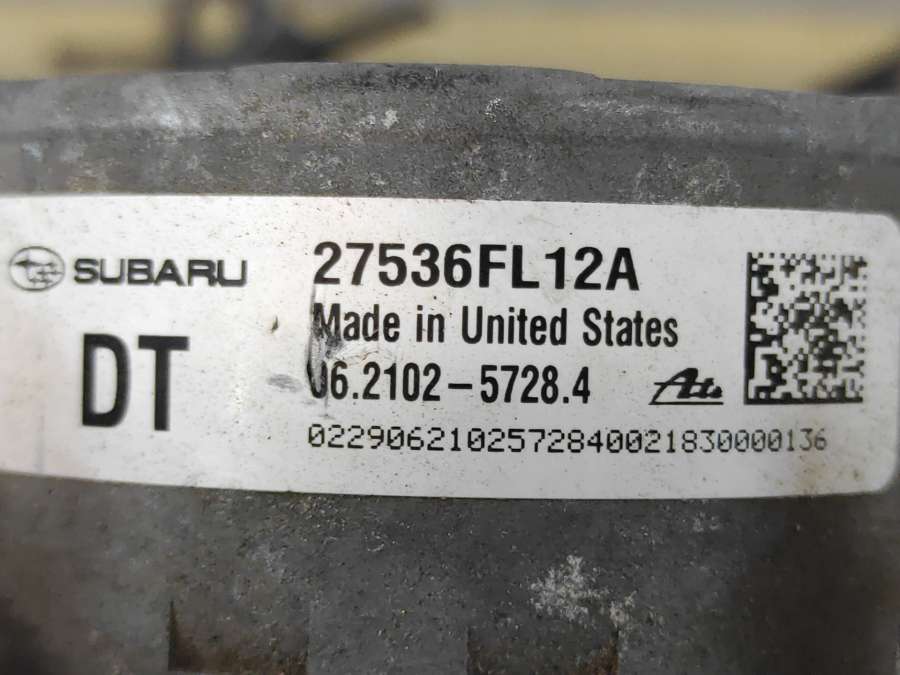 SUBARU 27536FL12A
Made in United States
DT 06.2102-5728.4 Ate
0229062102572840021830000136